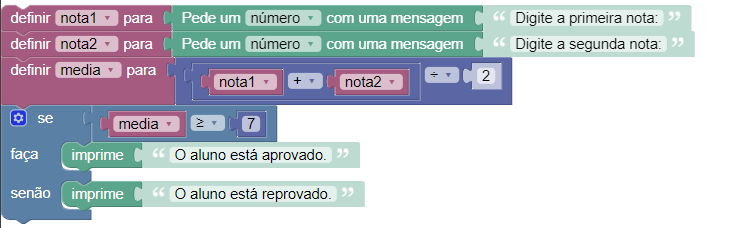 definir nota1 para Pede um número com uma mensagem “ Digite a primeira nota: ”
definir nota2 para Pede um número com uma mensagem “ Digite a segunda nota: ”
definir media para nota1 + nota2 ÷ 2
se media ≥ 7
faça imprime “ O aluno está aprovado. ”
senão imprime “ O aluno está reprovado. ”